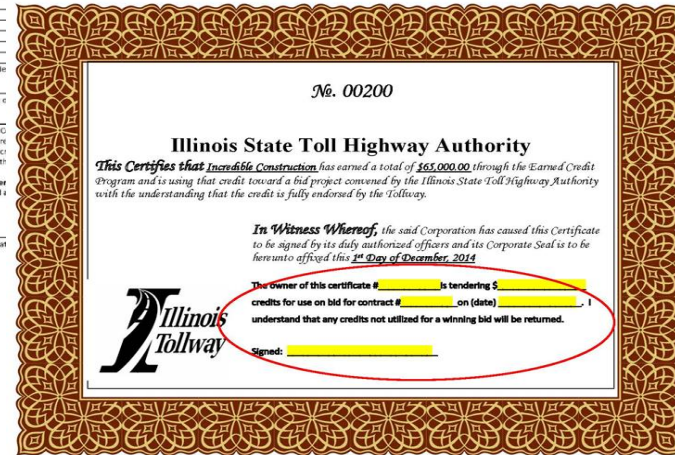 №. 00200
Illinois State Toll Highway Authority
This Certifies that Incredible Construction has earned a total of $65,000.00 through the Earned Credit
Program and is using that credit toward a bid project convened by the Illinois State Toll Highway Authority
with the understanding that the credit is fully endorsed by the Tollway.
In Witness Whereof, the said Corporation has caused this Certificate
to be signed by its duly authorized officers and its Corporate Seal is to be
hereunto affixed this 1st Day of December, 2014
The owner of this certificate #____________ is tendering $________________
credits for use on bid for contract #__________ on (date) ______________. I
understand that any credits not utilized for a winning bid will be returned.
Illinois
Tollway
Signed: __________________________